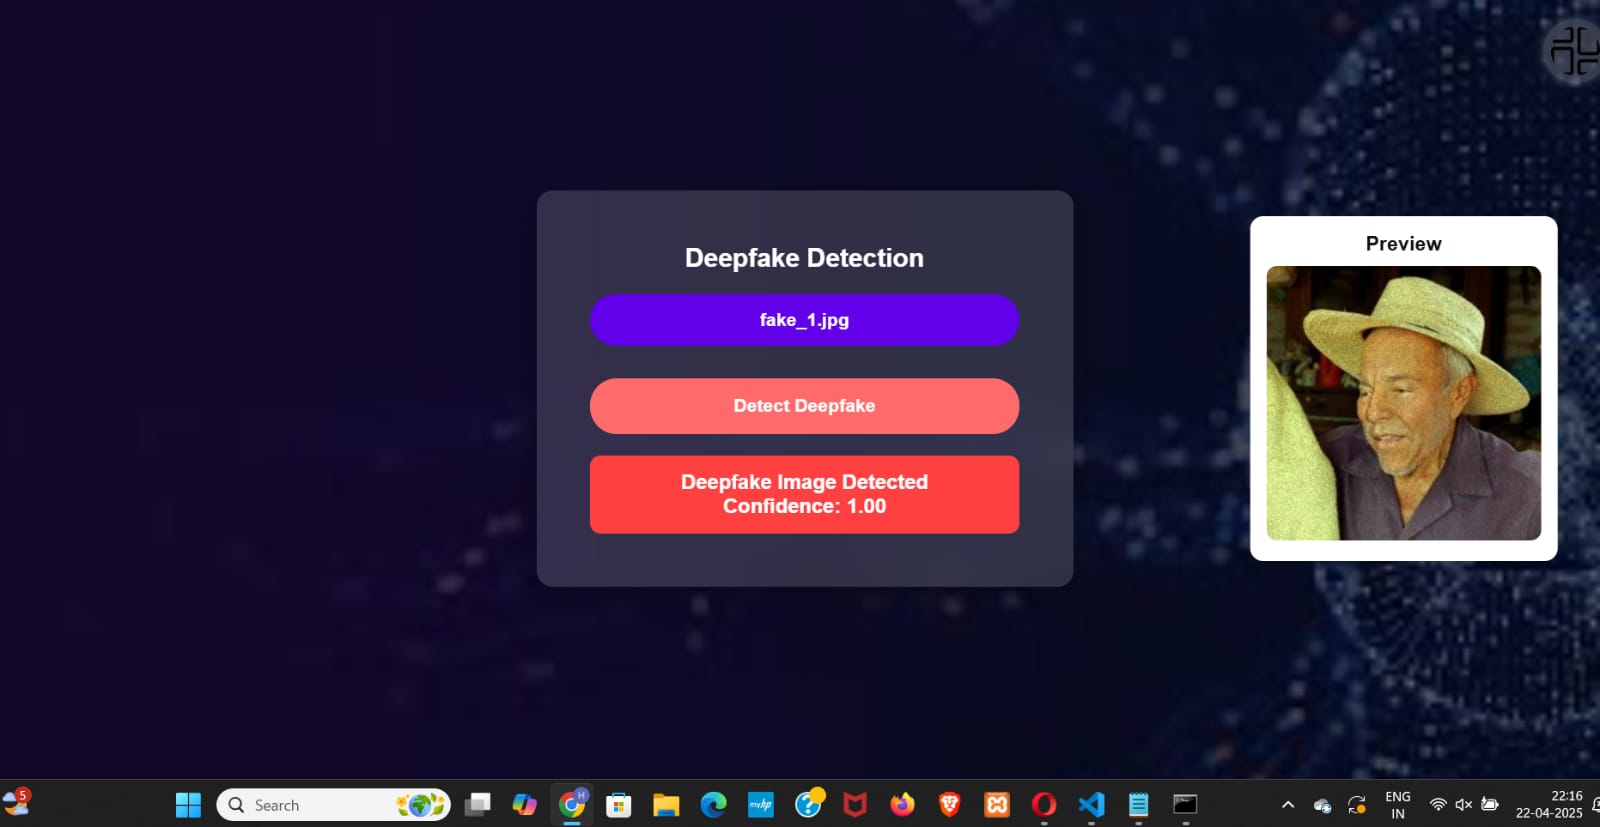 Deepfake Detection
fake_1.jpg
Detect Deepfake
Deepfake Image Detected
Confidence: 1.00
Preview
5
Search
H
myhp
ENG
IN
22:16
22-04-2025